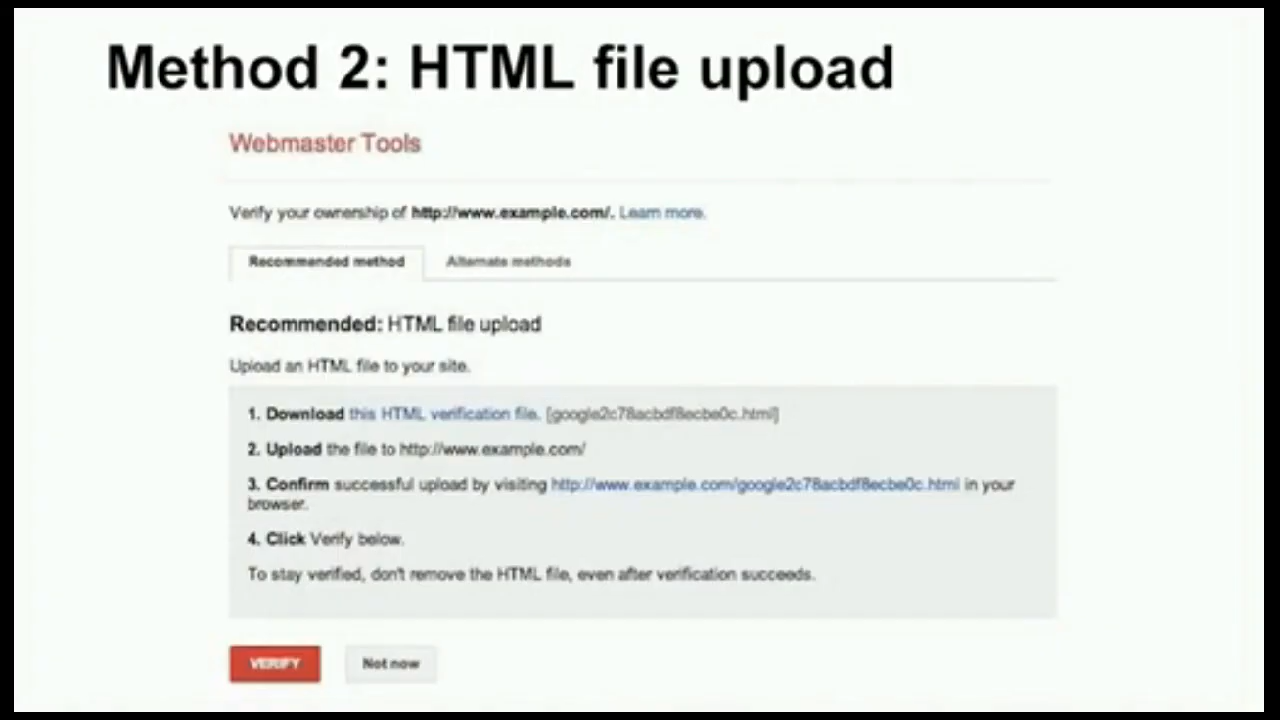 Method 2: HTML file upload
Webmaster Tools
Verify your ownership of http://www.example.com/. Learn more.
Recommended method Alternate methods
Recommended: HTML file upload
Upload an HTML file to your site.
1. Download this HTML verification file. [google2c78acbdf8ecbe0c.html]
2. Upload the file to http://www.example.com/
3. Confirm successful upload by visiting http://www.example.com/google2c78acbdf8ecbe0c.html in your
browser.
4. Click Verify below.
To stay verified, don't remove the HTML file, even after verification succeeds.
VERIFY Not now